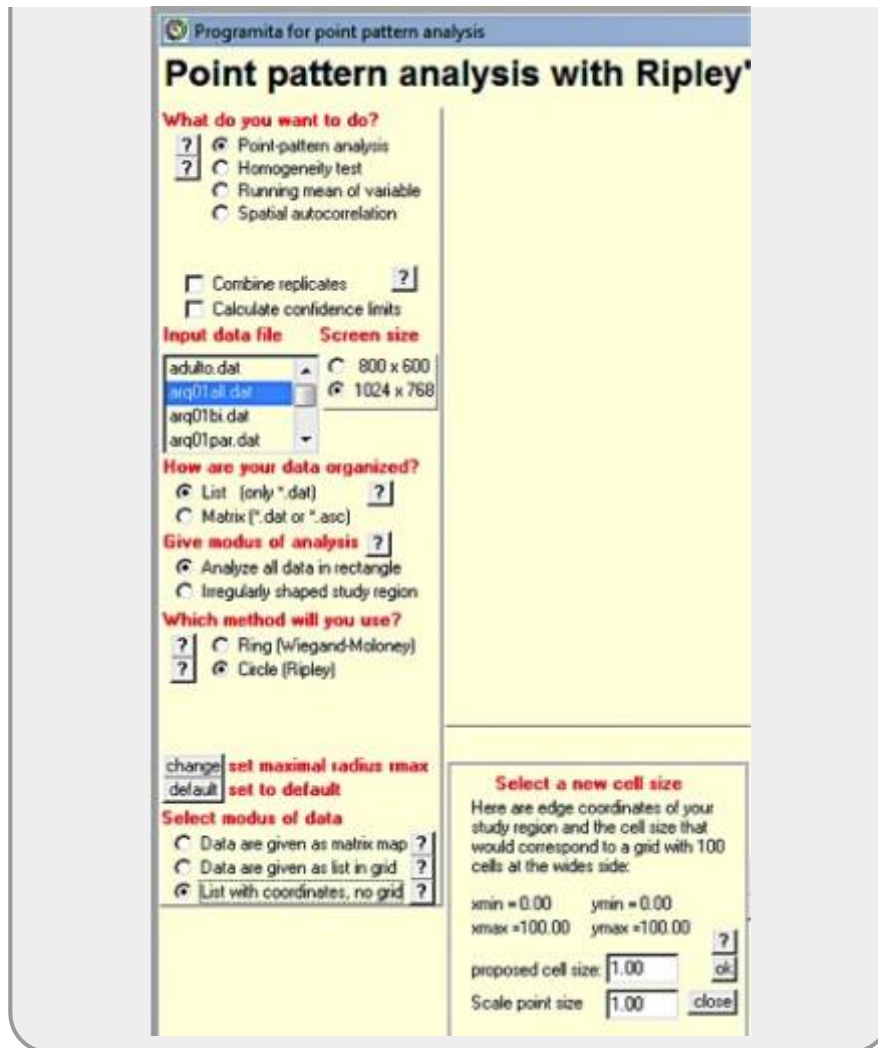 Programita for point pattern analysis
Point pattern analysis with Ripley'
What do you want to do?
? Point-pattern analysis
? Homogeneity test
Running mean of variable
Spatial autocorrelation
Combine replicates ?
Calculate confidence limits
Input data file Screen size
adulto.dat 800 x 600
arq01all.dat 1024 x 768
arq01bi.dat
arq01par.dat
How are your data organized?
List (only *.dat) ?
Matrix (*.dat or *.asc)
Give modus of analysis ?
Analyze all data in rectangle
Irregularly shaped study region
Which method will you use?
? Ring (Wiegand-Moloney)
? Circle (Ripley)
change set maximal radius rmax
default set to default
Select modus of data
Data are given as matrix map ?
Data are given as list in grid ?
List with coordinates, no grid ?
Select a new cell size
Here are edge coordinates of your
study region and the cell size that
would correspond to a grid with 100
cells at the wides side:
xmin = 0.00 ymin = 0.00
xmax =100.00 ymax =100.00
?
proposed cell size: 1.00 ok
Scale point size 1.00 close